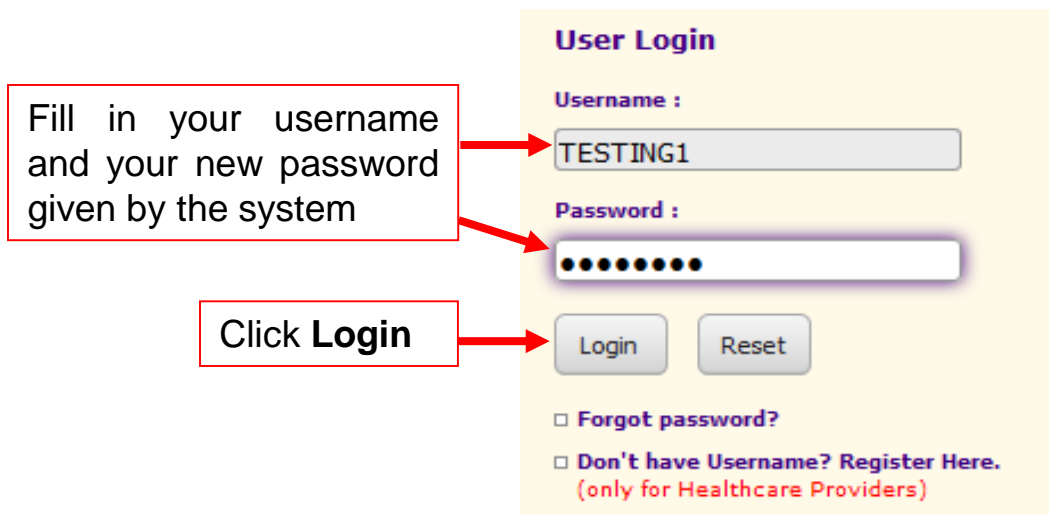 User Login
Username :
Fill in your username
and your new password
given by the system
TESTING1
Password :
●●●●●●●●
Click Login
Login
Reset
Forgot password?
Don't have Username? Register Here.
(only for Healthcare Providers)